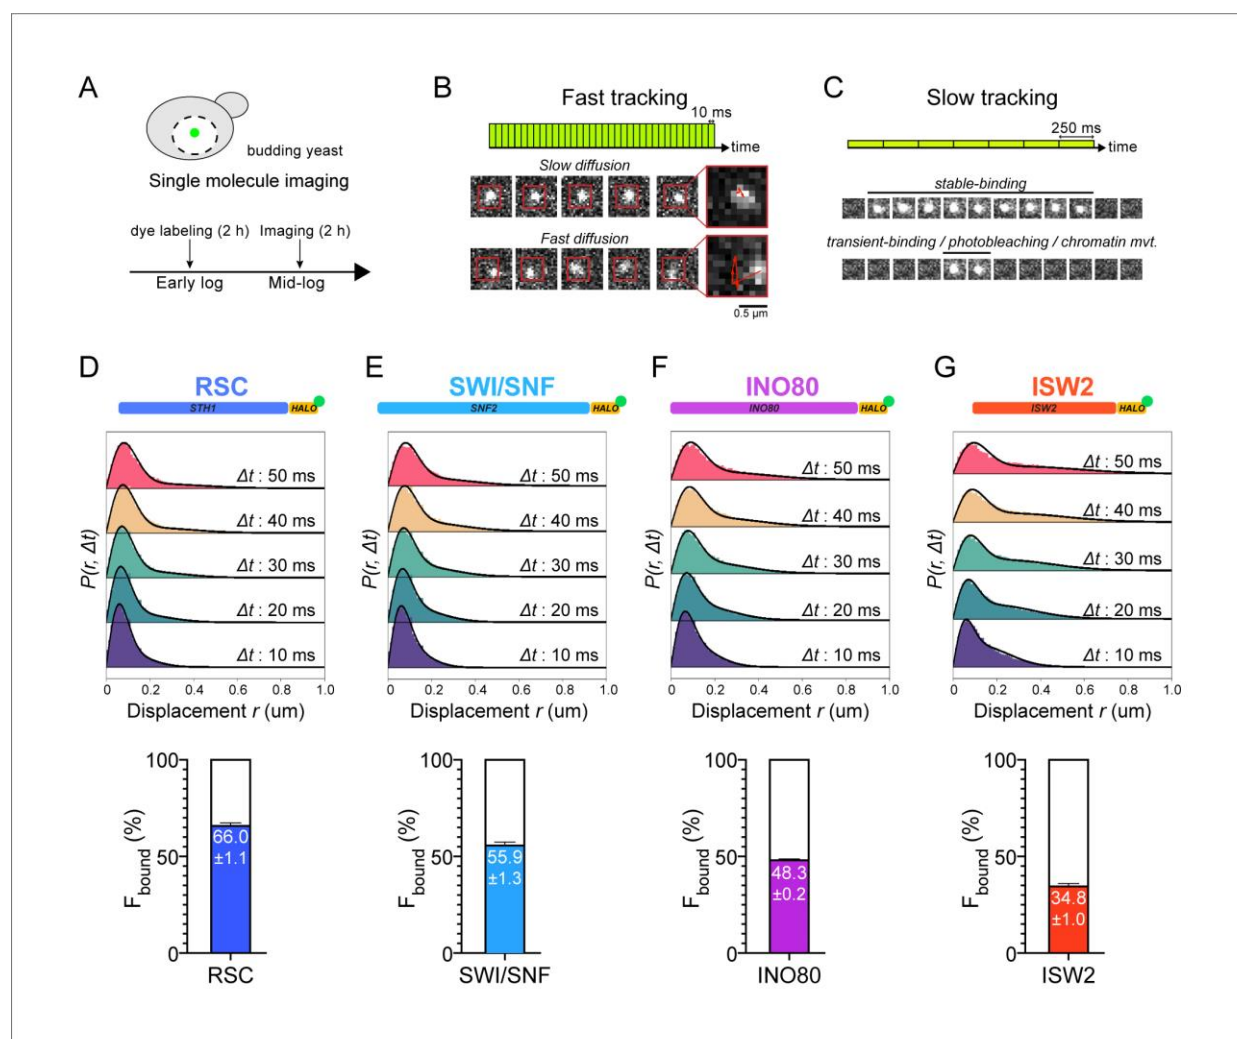 A
budding yeast
Single molecule imaging
dye labeling (2 h)
Imaging (2 h)
Early log
Mid-log
B
Fast tracking
10 ms
time
Slow diffusion
Fast diffusion
0.5 μm
C
Slow tracking
250 ms
time
stable-binding
transient-binding / photobleaching / chromatin mvt.
D
RSC
STH1
HALO
P(r, Δt)
Δt : 50 ms
Δt : 40 ms
Δt : 30 ms
Δt : 20 ms
Δt : 10 ms
0 0.2 0.4 0.6 0.8 1.0
Displacement r (um)
E
SWI/SNF
SNF2
HALO
Δt : 50 ms
Δt : 40 ms
Δt : 30 ms
Δt : 20 ms
Δt : 10 ms
0 0.2 0.4 0.6 0.8 1.0
Displacement r (um)
F
INO80
INO80
HALO
Δt : 50 ms
Δt : 40 ms
Δt : 30 ms
Δt : 20 ms
Δt : 10 ms
0 0.2 0.4 0.6 0.8 1.0
Displacement r (um)
G
ISW2
ISW2
HALO
Δt : 50 ms
Δt : 40 ms
Δt : 30 ms
Δt : 20 ms
Δt : 10 ms
0 0.2 0.4 0.6 0.8 1.0
Displacement r (um)
Fbound (%)
100
50
0
66.0
±1.1
RSC
Fbound (%)
100
50
0
55.9
±1.3
SWI/SNF
Fbound (%)
100
50
0
48.3
±0.2
INO80
Fbound (%)
100
50
0
34.8
±1.0
ISW2